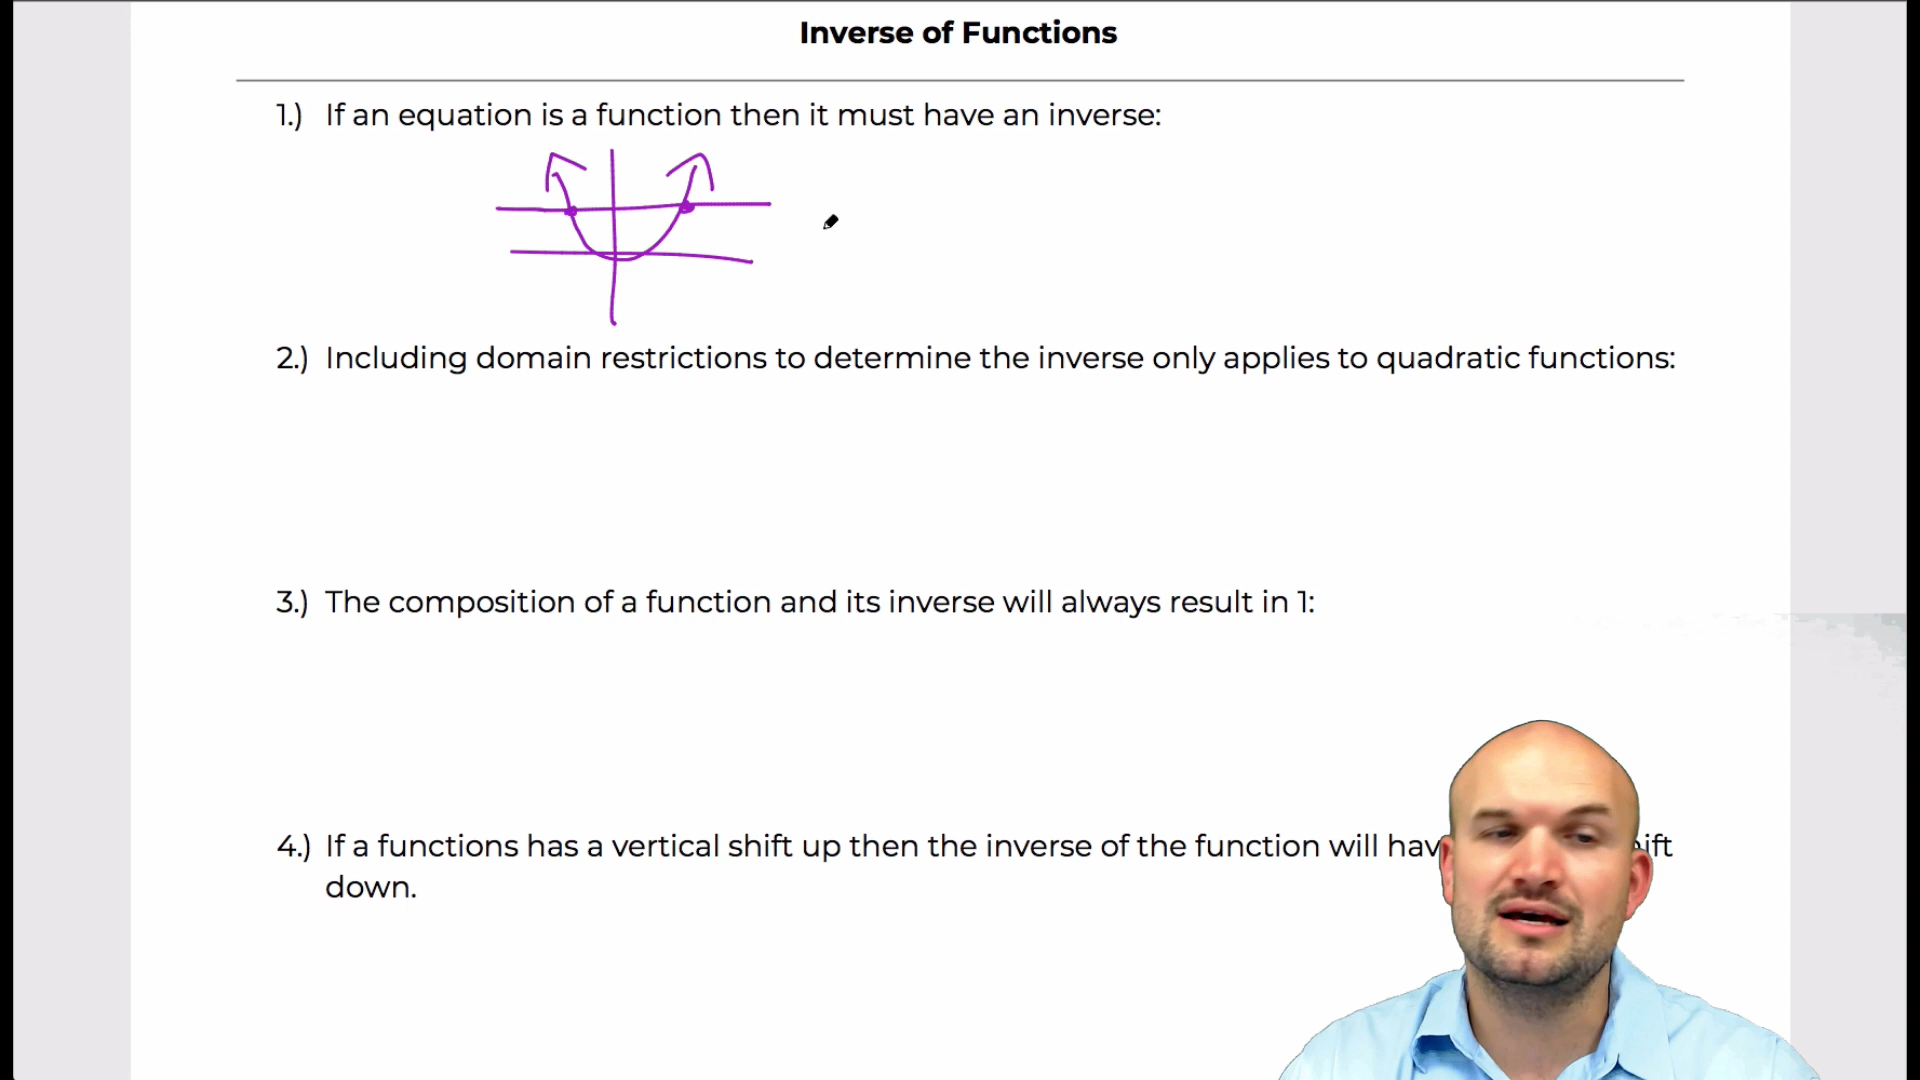 Inverse of Functions
1.) If an equation is a function then it must have an inverse:
2.) Including domain restrictions to determine the inverse only applies to quadratic functions:
3.) The composition of a function and its inverse will always result in 1:
4.) If a functions has a vertical shift up then the inverse of the function will
down.